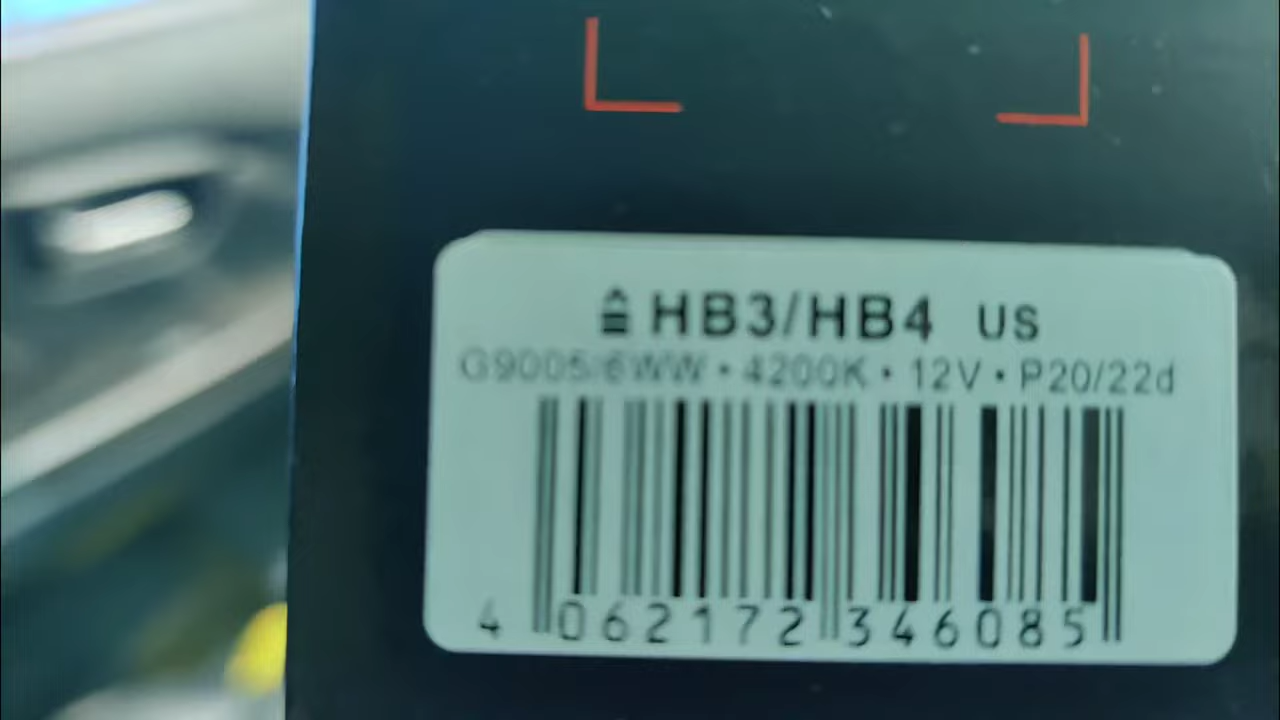 ≙ HB3/HB4 US
G9005/6WW • 4200K • 12V • P20/22d
4 062172 346085